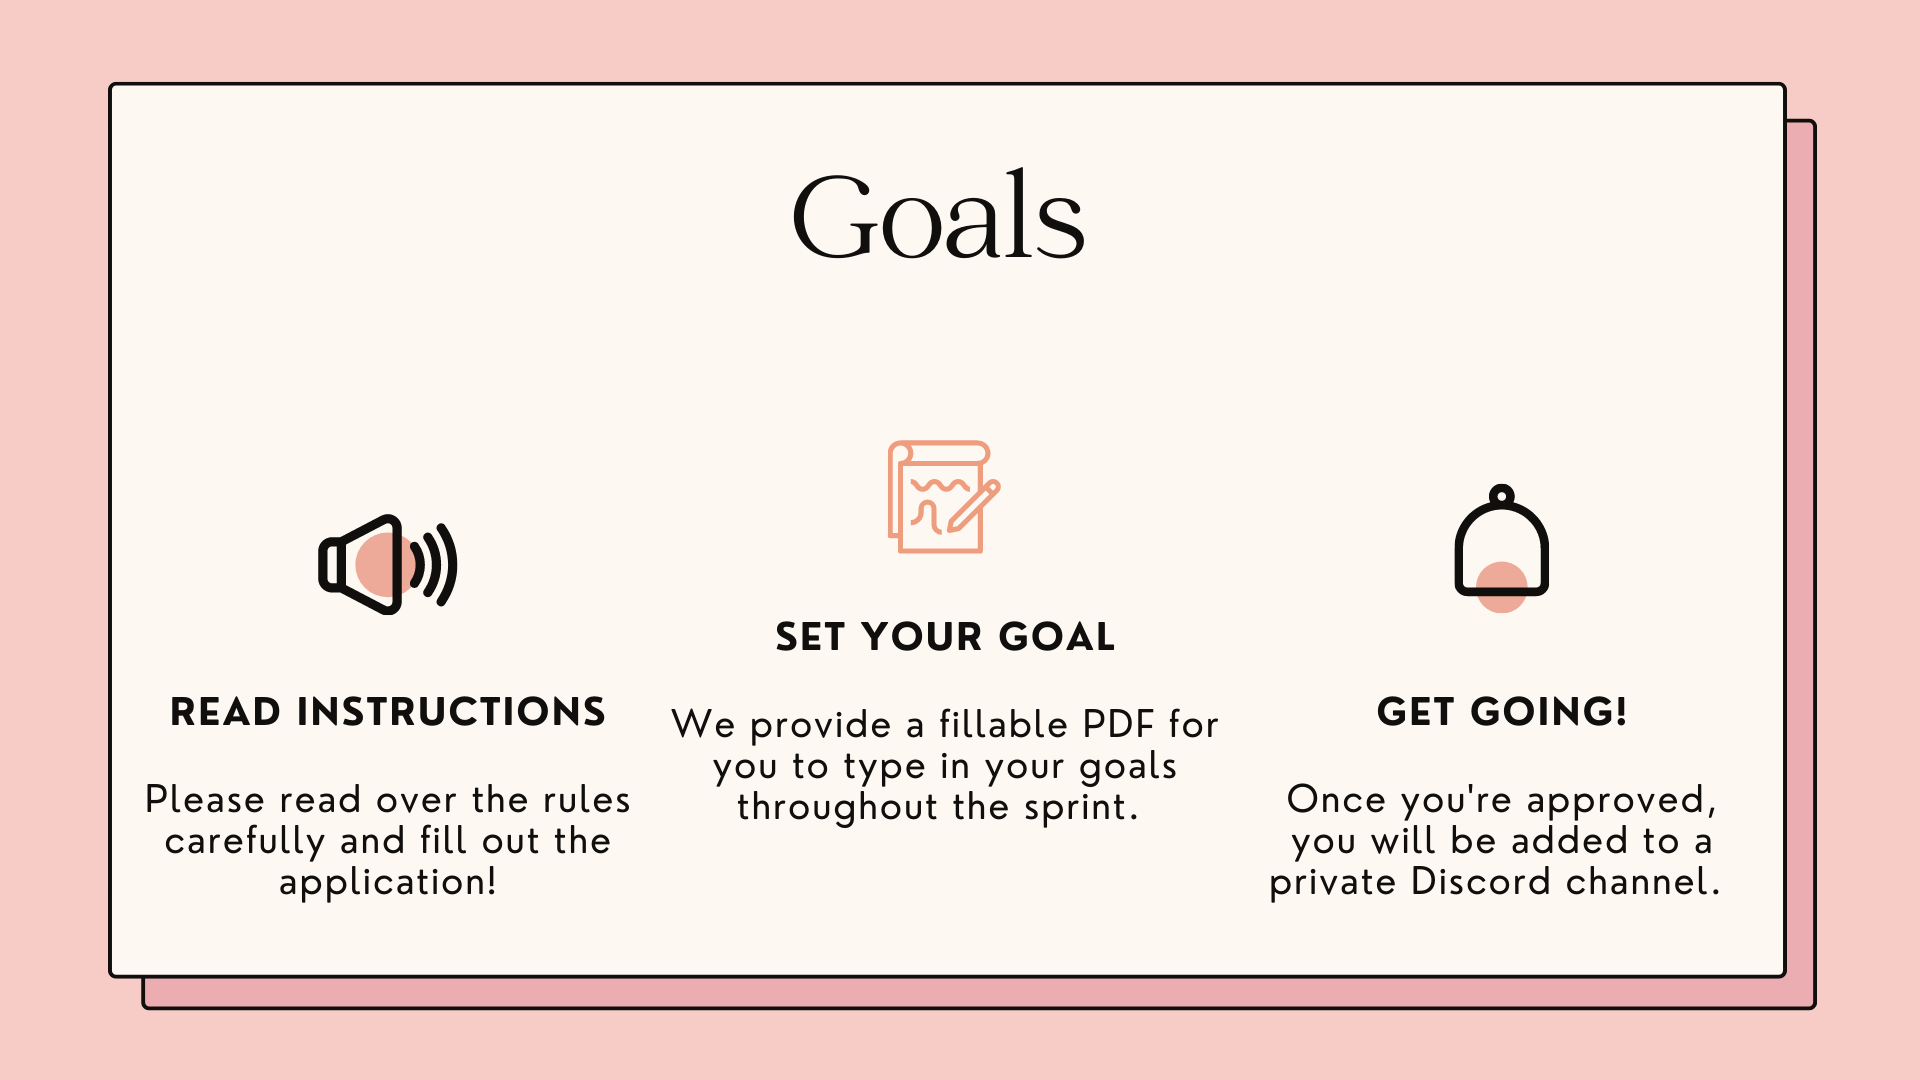 Goals
READ INSTRUCTIONS
Please read over the rules
carefully and fill out the
application!
SET YOUR GOAL
We provide a fillable PDF for
you to type in your goals
throughout the sprint.
GET GOING!
Once you're approved,
you will be added to a
private Discord channel.